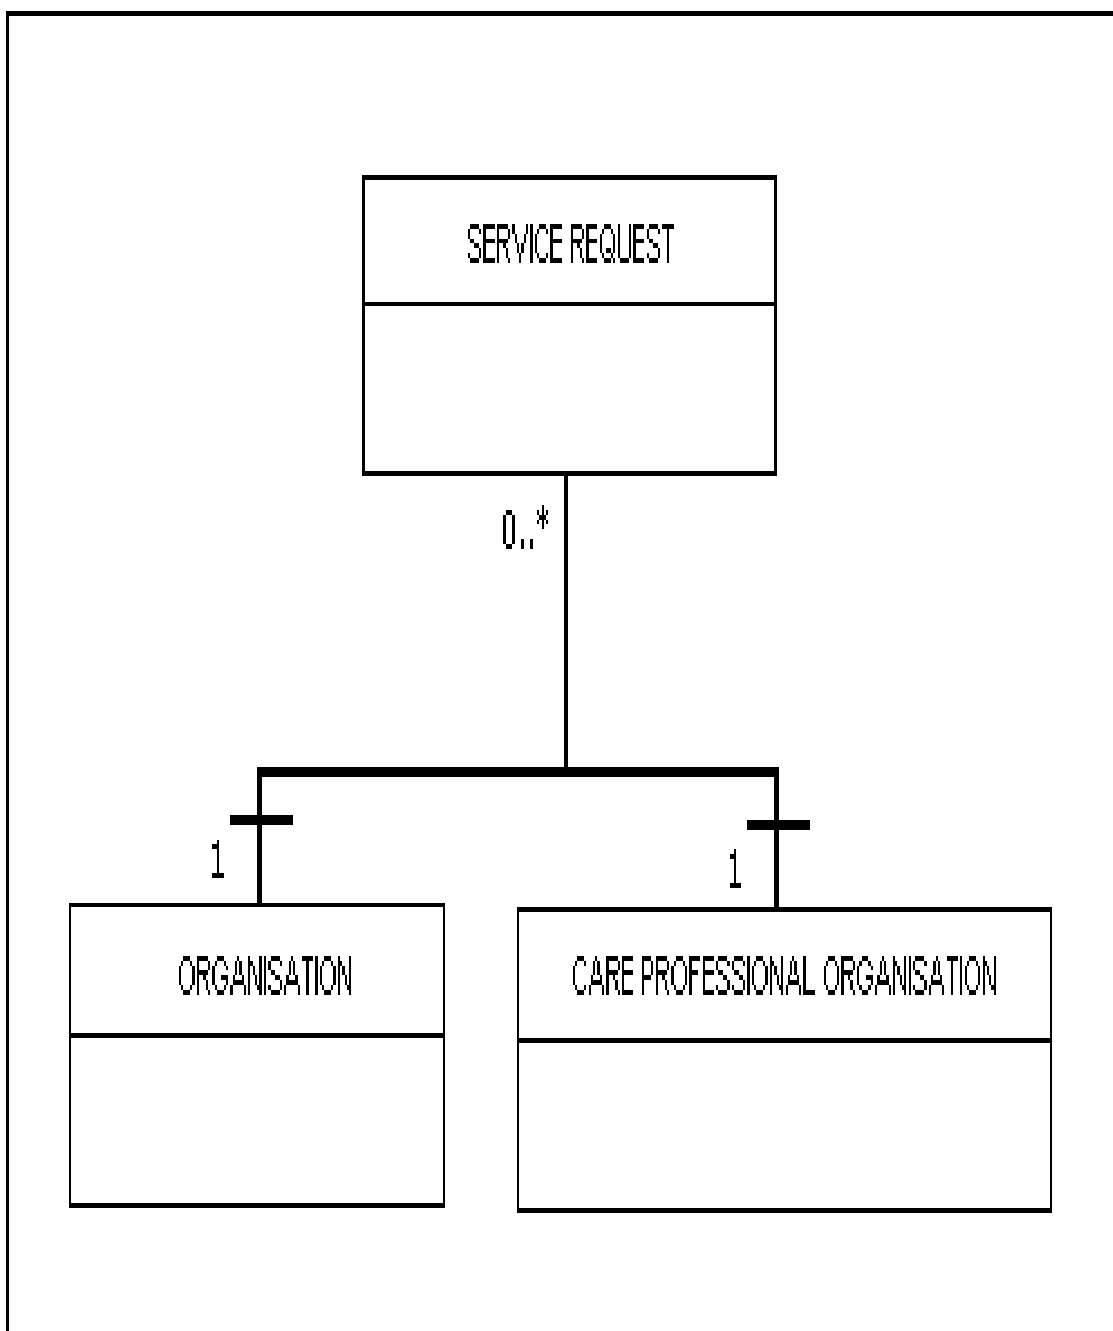 SERVICE REQUEST
0..*
1
1
ORGANISATION
CARE PROFESSIONAL ORGANISATION